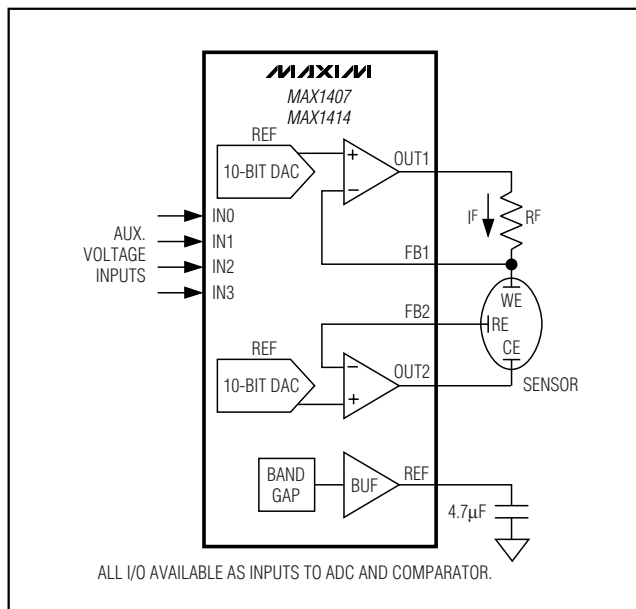 MAXIM
MAX1407
MAX1414
REF
10-BIT DAC
+
−
OUT1
IF
RF
AUX.
VOLTAGE
INPUTS
IN0
IN1
IN2
IN3
FB1
FB2
WE
RE
CE
SENSOR
REF
10-BIT DAC
−
+
OUT2
BAND
GAP
BUF
REF
4.7µF
ALL I/O AVAILABLE AS INPUTS TO ADC AND COMPARATOR.